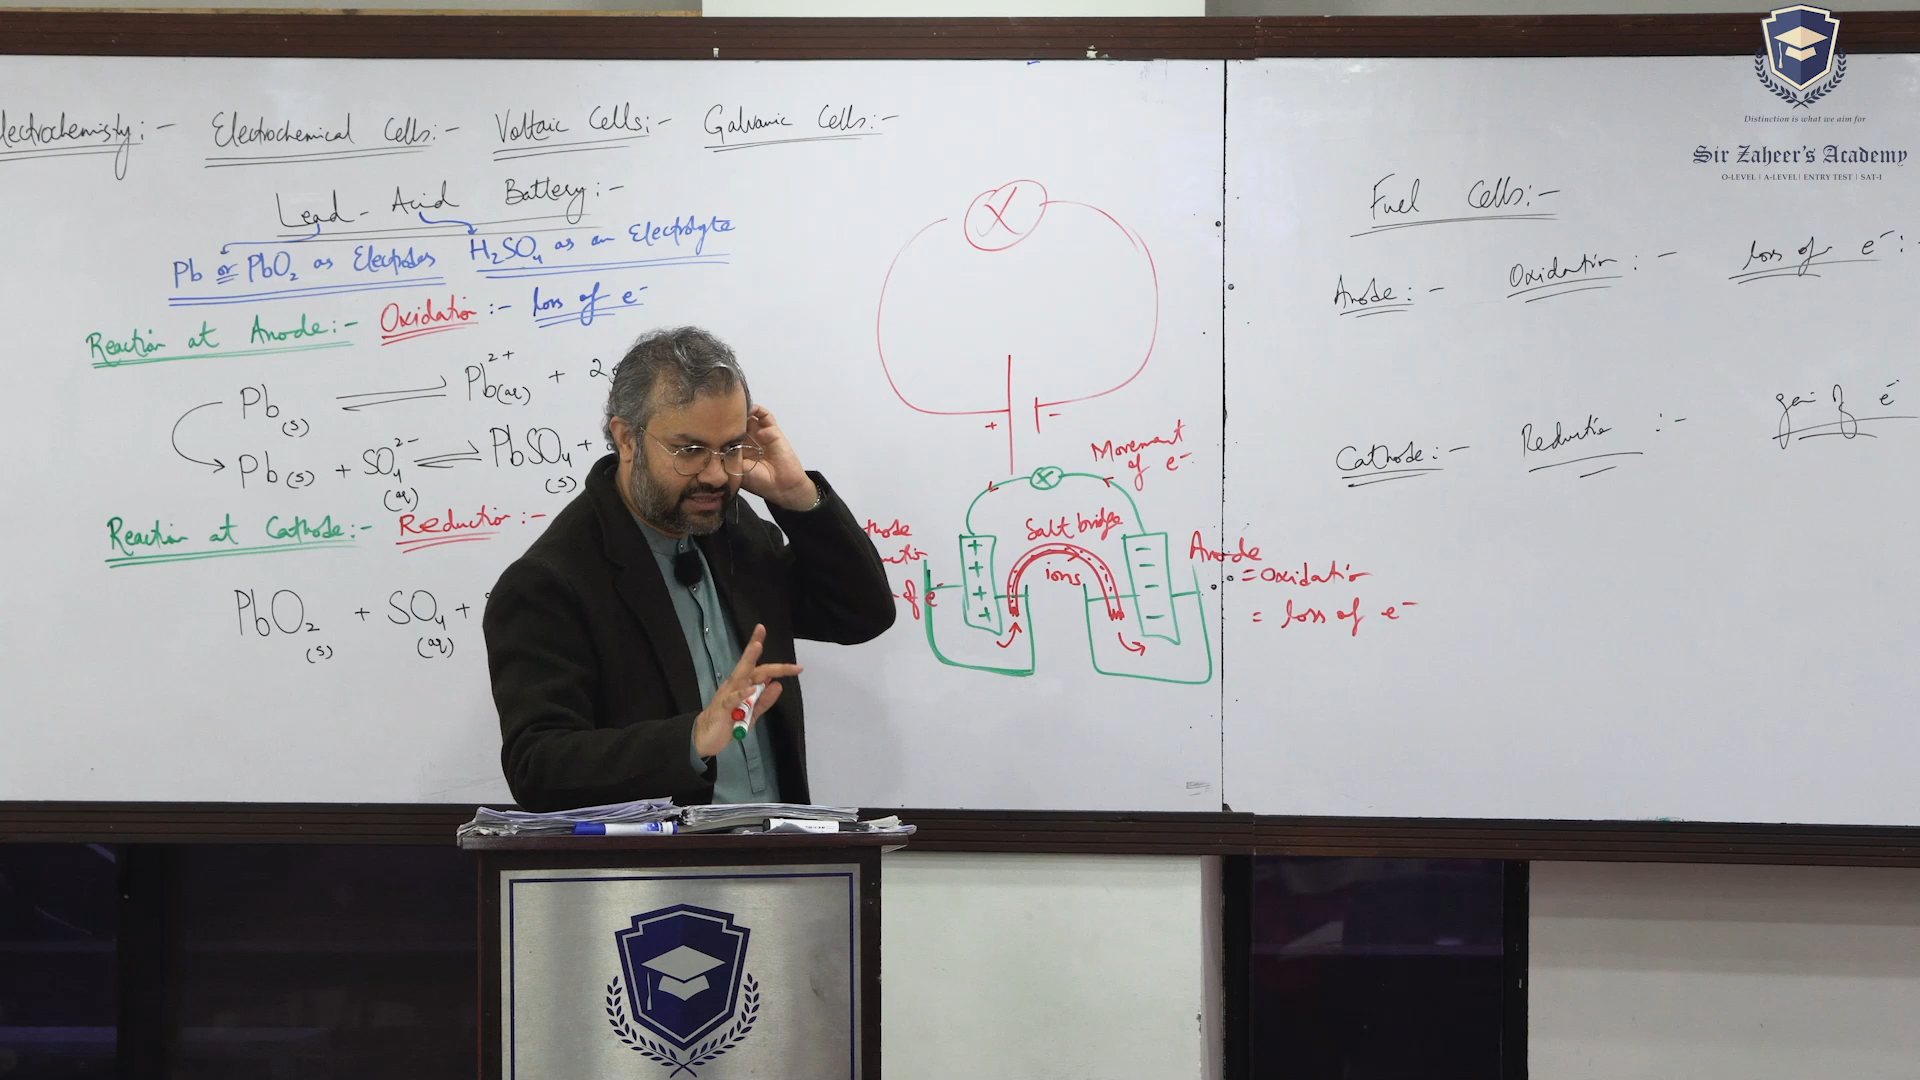 lectrochemisty:- Electrochemical Cells:- Voltaic Cells:- Galvanic Cells:-
Lead - Acid Battery:-
Pb or PbO2 as Electrodes H2SO4 as an Electrolyte
Reaction at Anode:- Oxidation:- loss of e-
Pb(s) ⇌ Pb2+(aq) + 2
Pb(s) + SO4 2-(aq) ⇌ PbSO4(s) +
Reaction at Cathode:- Reduction:-
PbO2(s) + SO4(aq) +
X
+ -
Movement
of e-
X
Salt bridge
ions
thode
of e-
+
+
+
+
-
-
-
-
Anode
= Oxidation
= loss of e-
Fuel Cells:-
Anode:- Oxidation:- loss of e-:-
Cathode:- Reduction:- gain of e-
Distinction is what we aim for
Sir Zaheer's Academy
O-LEVEL | A-LEVEL | ENTRY TEST | SAT-I